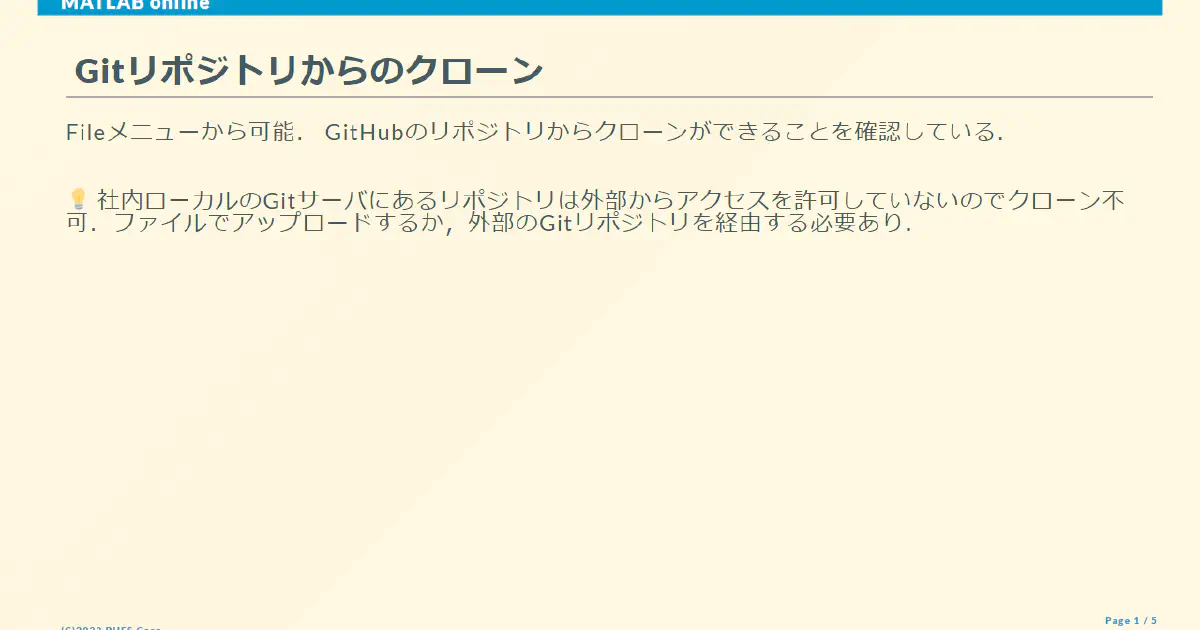 MATLAB online
Gitリポジトリからのクローン
Fileメニューから可能． GitHubのリポジトリからクローンができることを確認している．
💡 社内ローカルのGitサーバにあるリポジトリは外部からアクセスを許可していないのでクローン不
可．ファイルでアップロードするか，外部のGitリポジトリを経由する必要あり．
Page 1 / 5